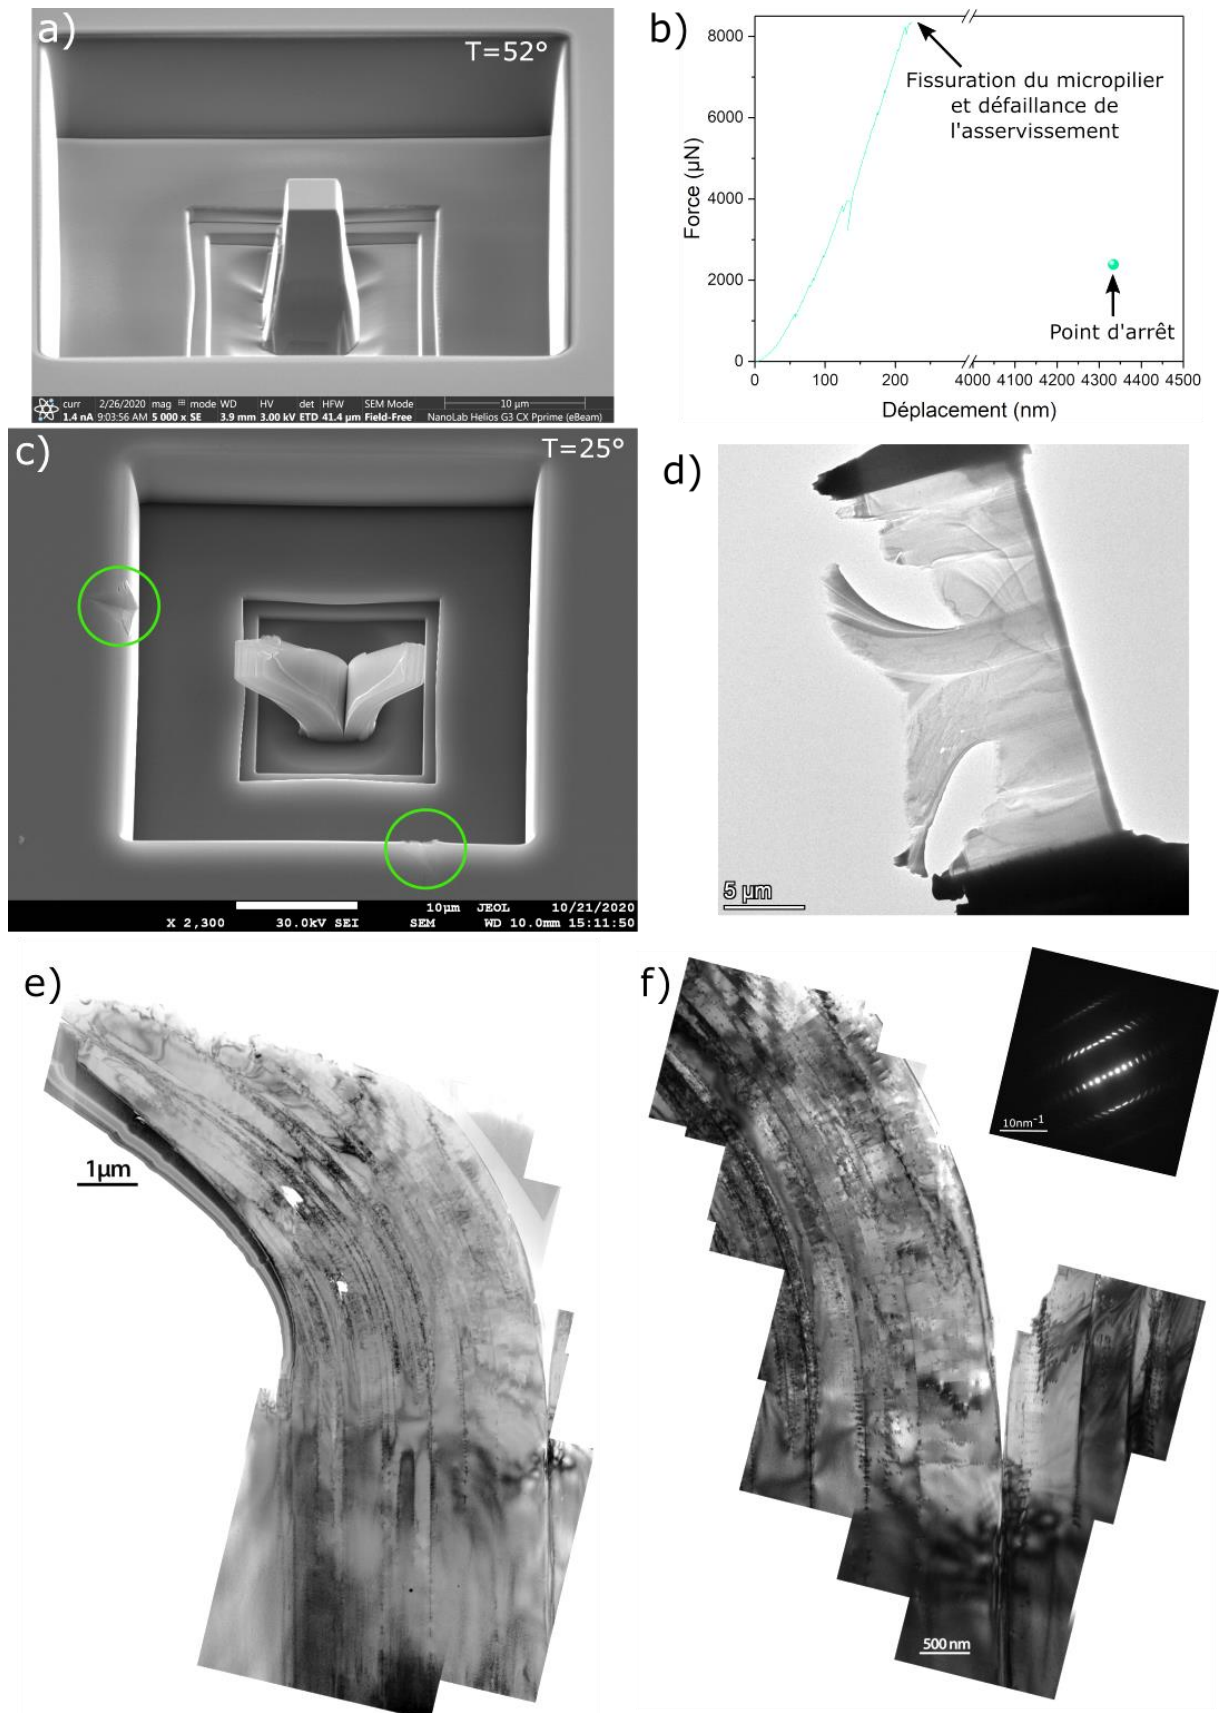 a)
T=52°
curr 2/26/2020 mag mode WD HV det HFW SEM Mode 10 µm
1.4 nA 9:03:56 AM 5 000 x SE 3.9 mm 3.00 kV ETD 41.4 µm Field-Free NanoLab Helios G3 CX Pprime (eBeam)
b)
8000
6000
4000
2000
0
Force (µN)
Fissuration du micropilier
et défaillance de
l'asservissement
Point d'arrêt
0 100 200 4000 4100 4200 4300 4400 4500
Déplacement (nm)
c)
T=25°
10µm JEOL 10/21/2020
X 2,300 30.0kV SEI SEM WD 10.0mm 15:11:50
d)
5 µm
e)
1µm
f)
10nm⁻¹
500 nm